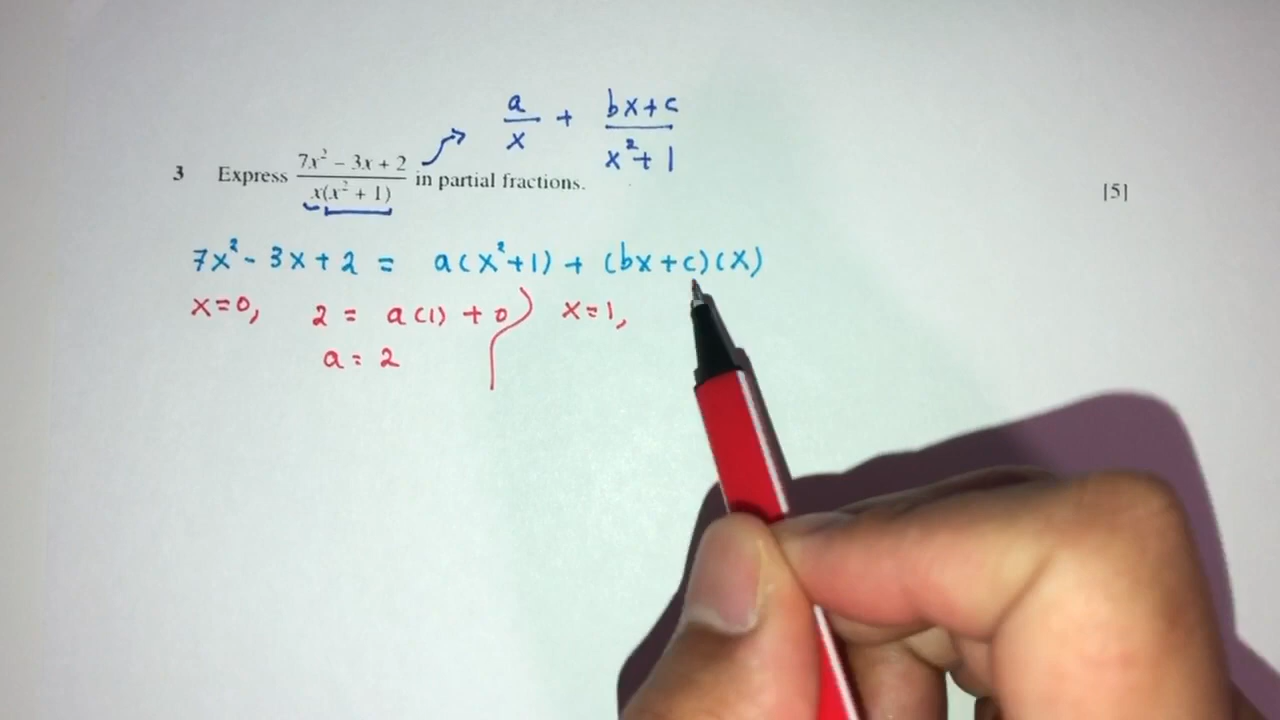 a/x + bx+c/x²+1
3 Express 7x² − 3x + 2/x(x² + 1) in partial fractions. [5]
7x² - 3x + 2 = a(x²+1) + (bx+c)(x)
x=0, 2 = a(1) + 0 x=1,
a = 2